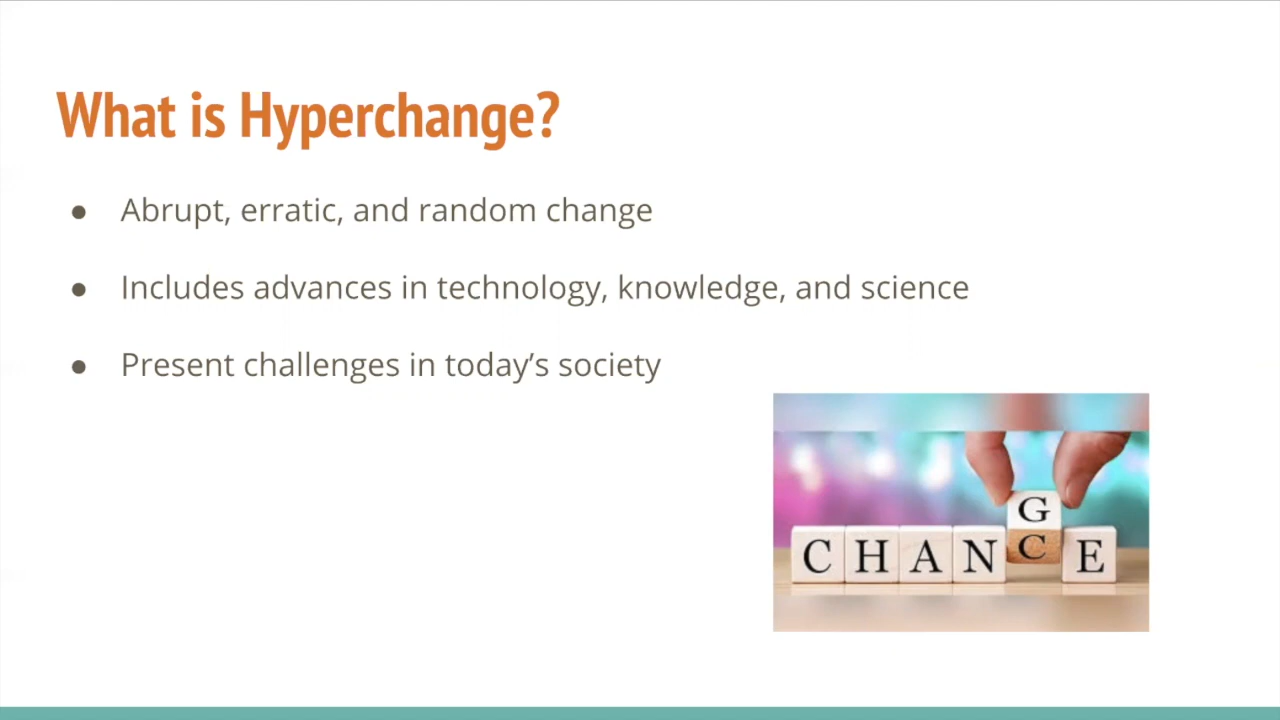 What is Hyperchange?
● Abrupt, erratic, and random change
● Includes advances in technology, knowledge, and science
● Present challenges in today’s society
G
CHANCE